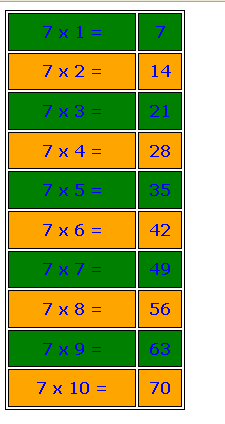 7 x 1 = 7
7 x 2 = 14
7 x 3 = 21
7 x 4 = 28
7 x 5 = 35
7 x 6 = 42
7 x 7 = 49
7 x 8 = 56
7 x 9 = 63
7 x 10 = 70